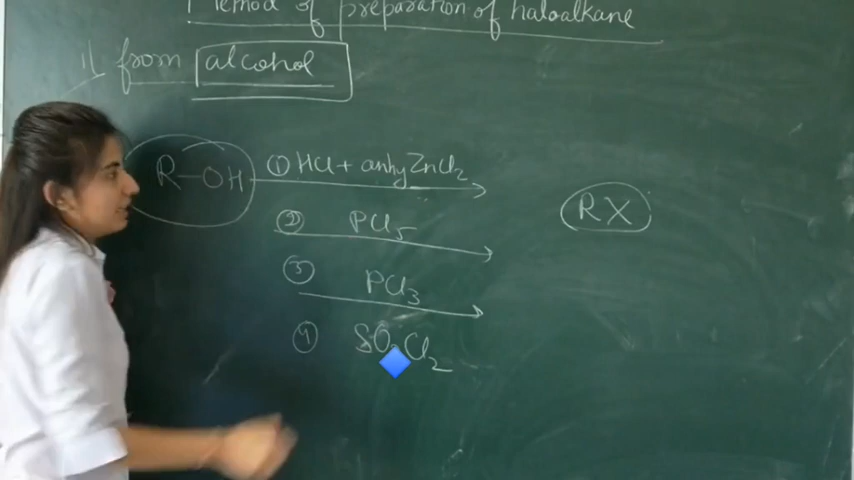 Method of preparation of haloalkane
1) from alcohol
R-OH ① HCl + anhy ZnCl₂
② PCl₅
③ PCl₃
④ SO₂Cl₂
RX